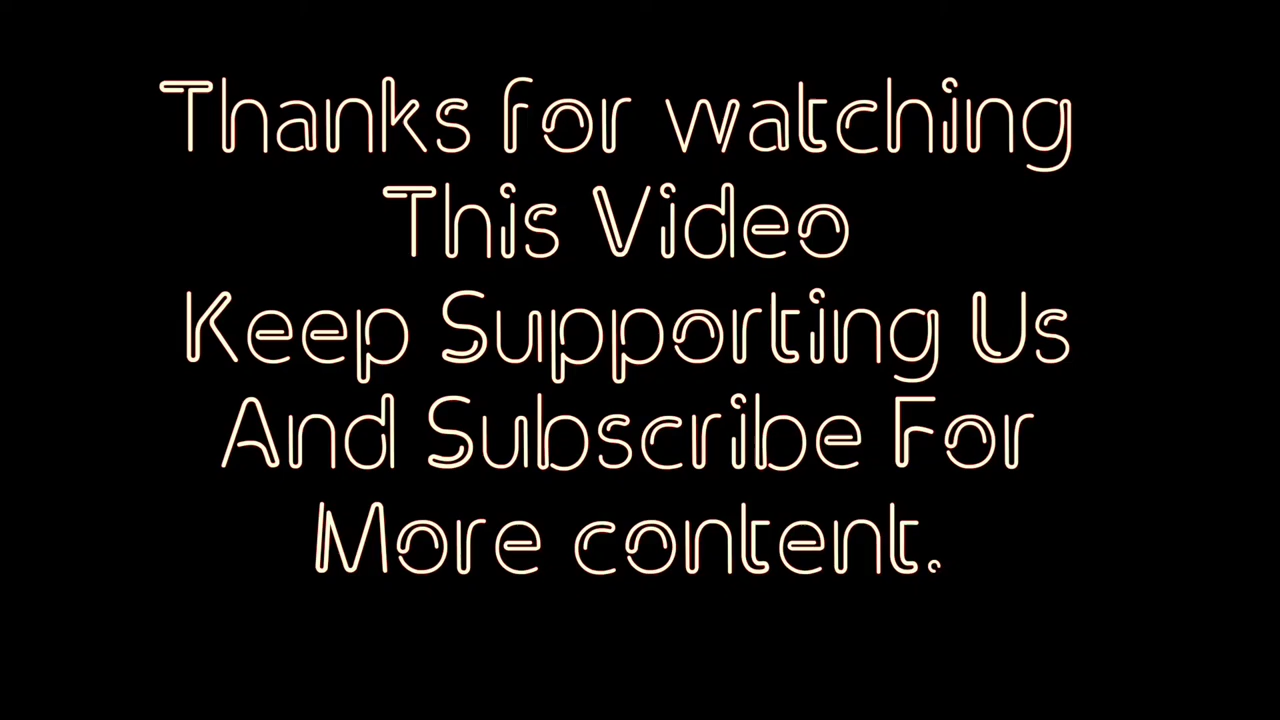 Thanks for watching
This Video
Keep Supporting Us
And Subscribe For
More content.